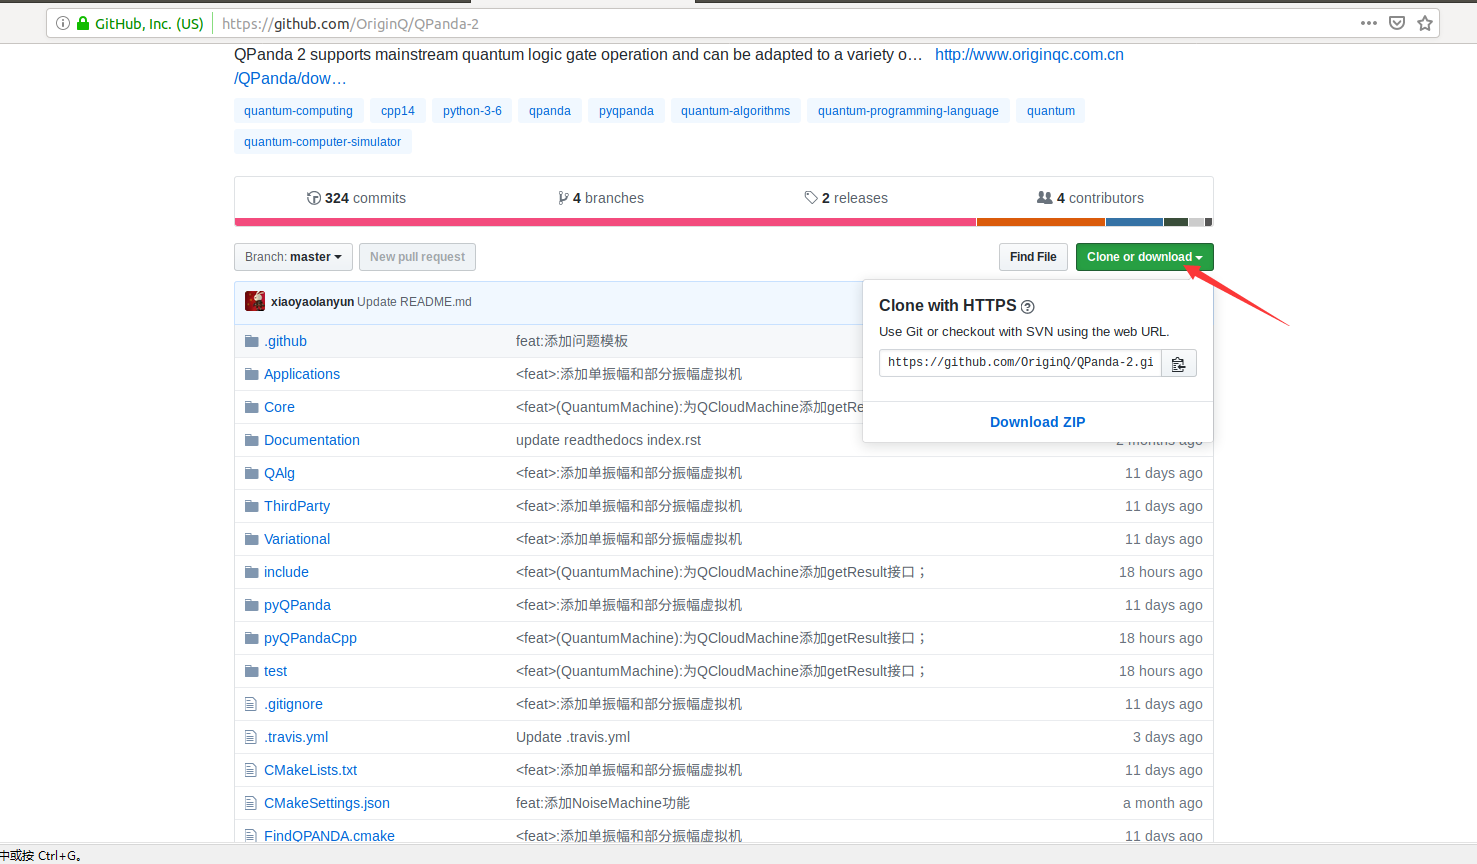 GitHub, Inc. (US) https://github.com/OriginQ/QPanda-2
QPanda 2 supports mainstream quantum logic gate operation and can be adapted to a variety o… http://www.originqc.com.cn
/QPanda/dow…
quantum-computing cpp14 python-3-6 qpanda pyqpanda quantum-algorithms quantum-programming-language quantum
quantum-computer-simulator
324 commits 4 branches 2 releases 4 contributors
Branch: master New pull request Find File Clone or download
xiaoyaolanyun Update README.md
Clone with HTTPS
Use Git or checkout with SVN using the web URL.
https://github.com/OriginQ/QPanda-2.gi
Download ZIP
.github feat:添加问题模板
Applications <feat>:添加单振幅和部分振幅虚拟机
Core <feat>(QuantumMachine):为QCloudMachine添加getRe
Documentation update readthedocs index.rst 2 months ago
QAlg <feat>:添加单振幅和部分振幅虚拟机 11 days ago
ThirdParty <feat>:添加单振幅和部分振幅虚拟机 11 days ago
Variational <feat>:添加单振幅和部分振幅虚拟机 11 days ago
include <feat>(QuantumMachine):为QCloudMachine添加getResult接口； 18 hours ago
pyQPanda <feat>:添加单振幅和部分振幅虚拟机 11 days ago
pyQPandaCpp <feat>(QuantumMachine):为QCloudMachine添加getResult接口； 18 hours ago
test <feat>(QuantumMachine):为QCloudMachine添加getResult接口； 18 hours ago
.gitignore <feat>:添加单振幅和部分振幅虚拟机 11 days ago
.travis.yml Update .travis.yml 3 days ago
CMakeLists.txt <feat>:添加单振幅和部分振幅虚拟机 11 days ago
CMakeSettings.json feat:添加NoiseMachine功能 a month ago
FindQPANDA.cmake <feat>:添加单振幅和部分振幅虚拟机 11 days ago
中或按 Ctrl+G。